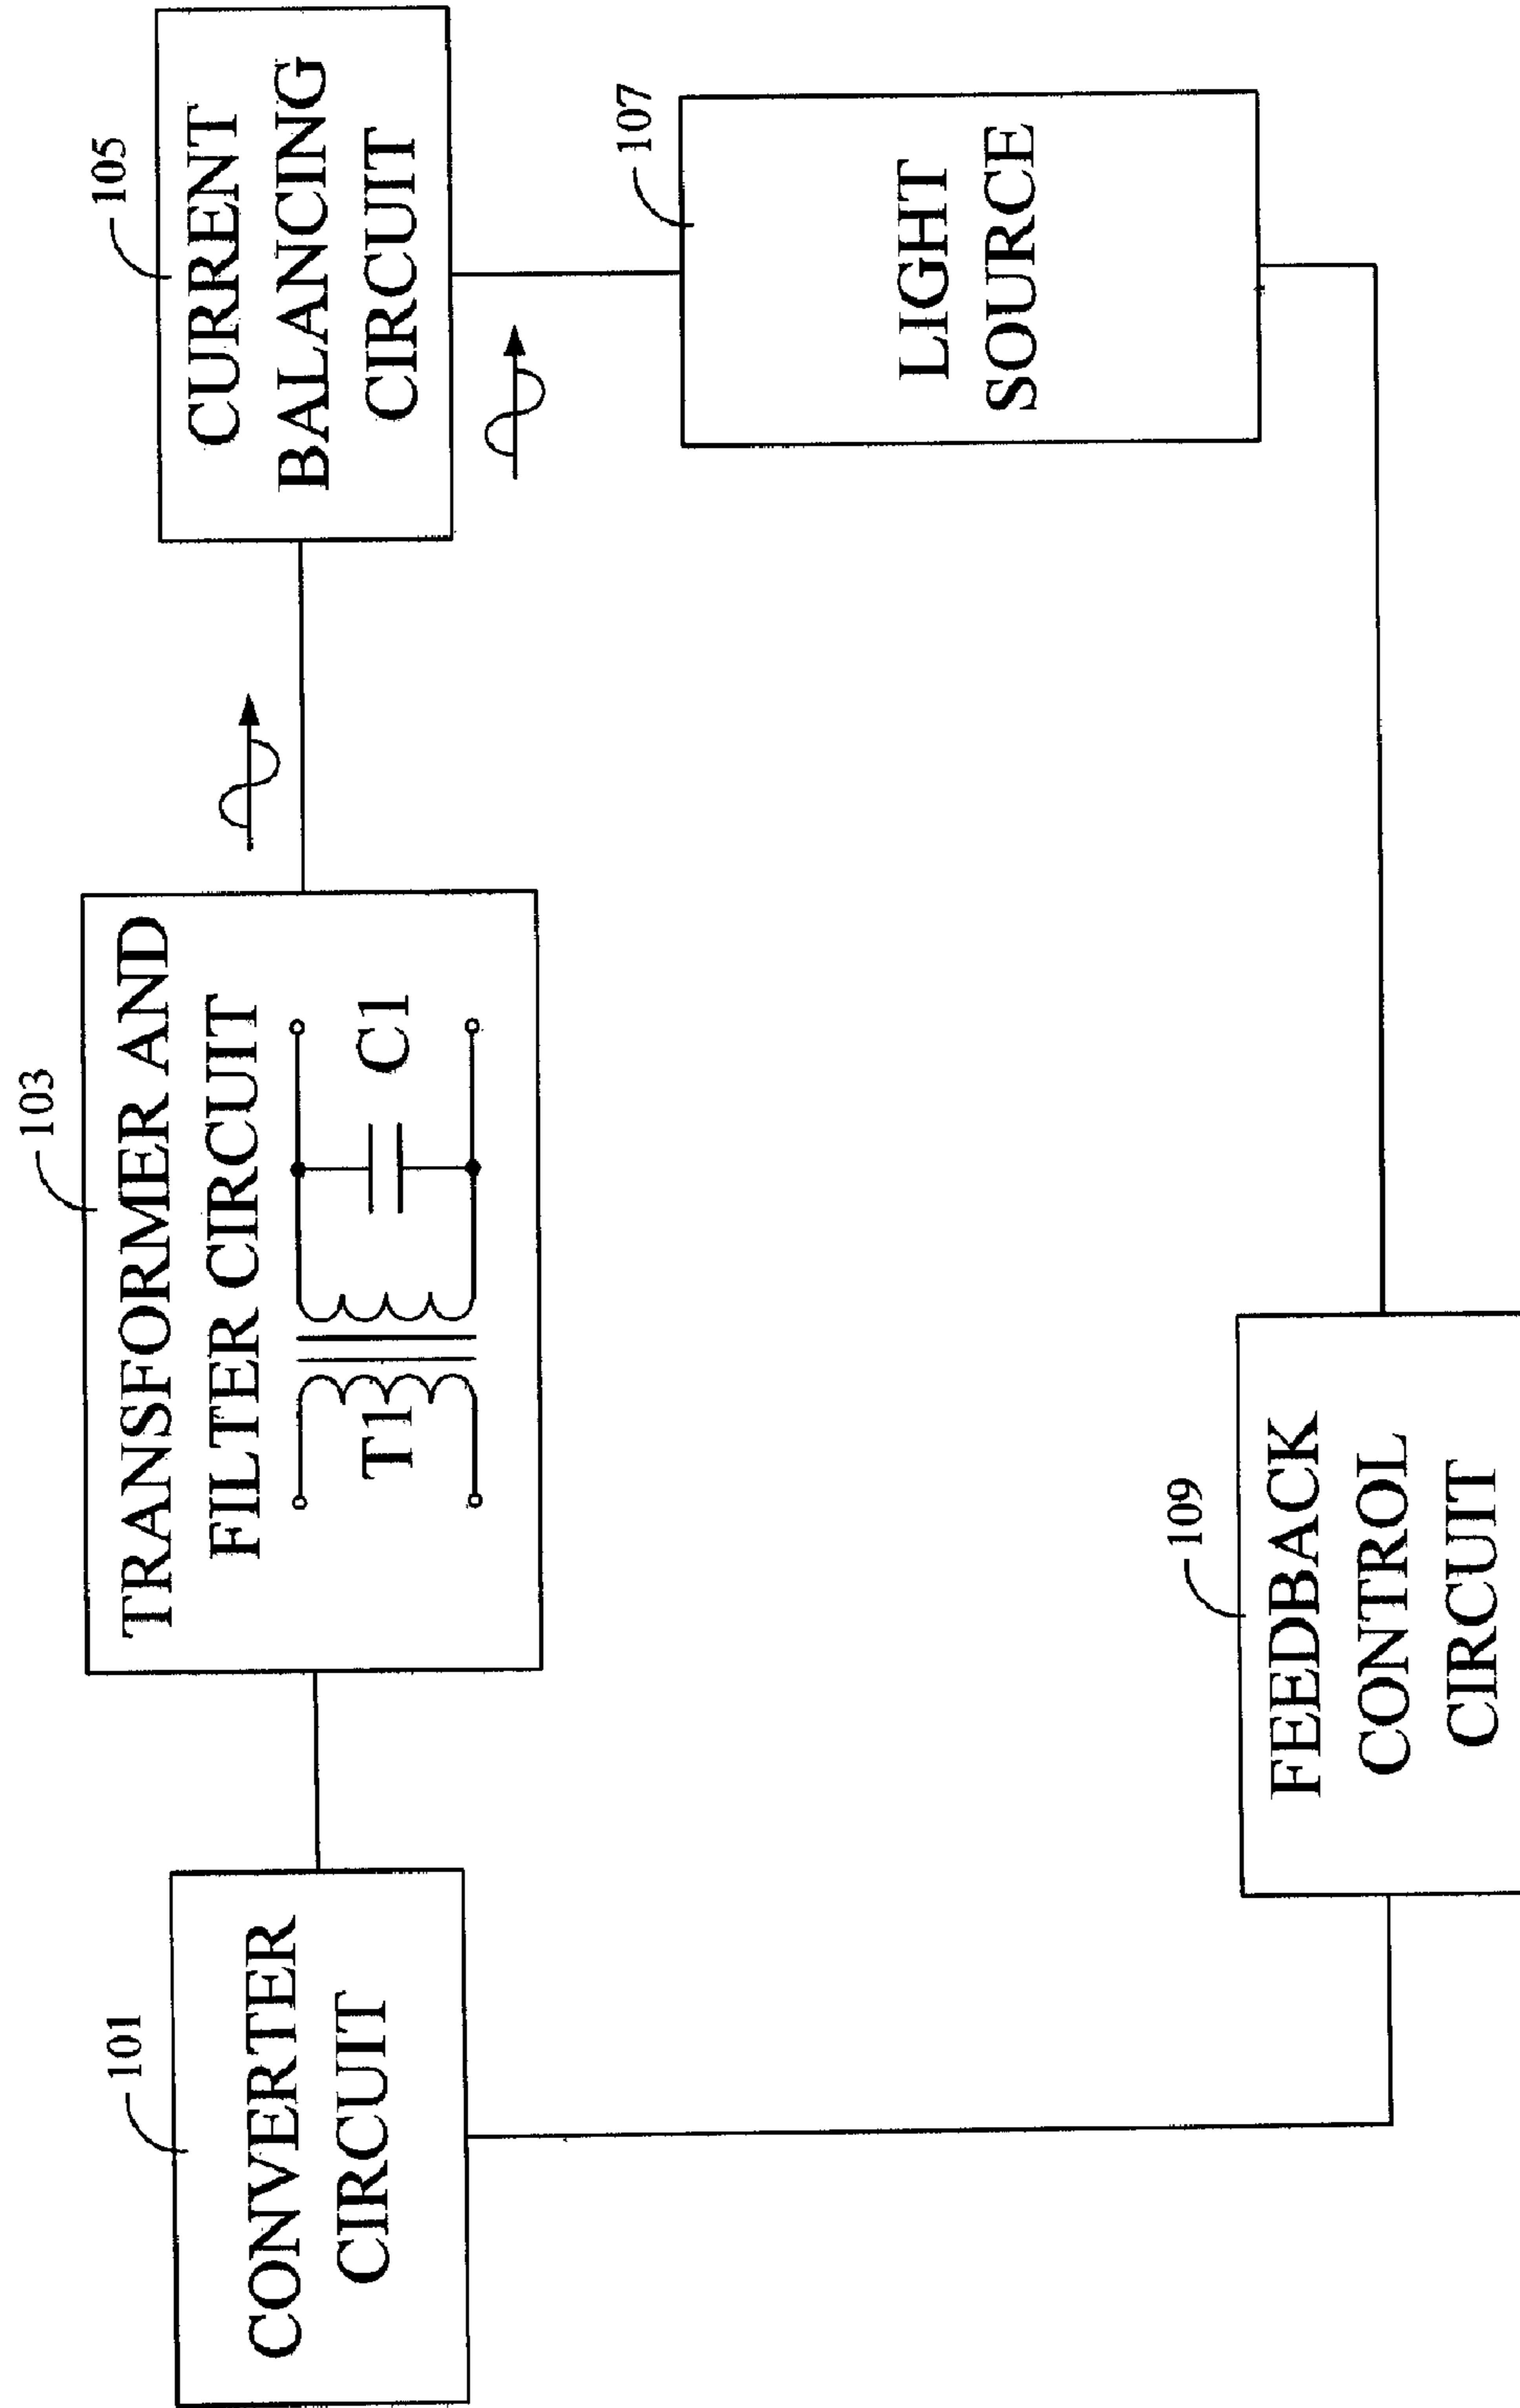 101
CONVERTER
CIRCUIT
103
TRANSFORMER AND
FILTER CIRCUIT
T1
C1
105
CURRENT
BALANCING
CIRCUIT
107
LIGHT
SOURCE
109
FEEDBACK
CONTROL
CIRCUIT